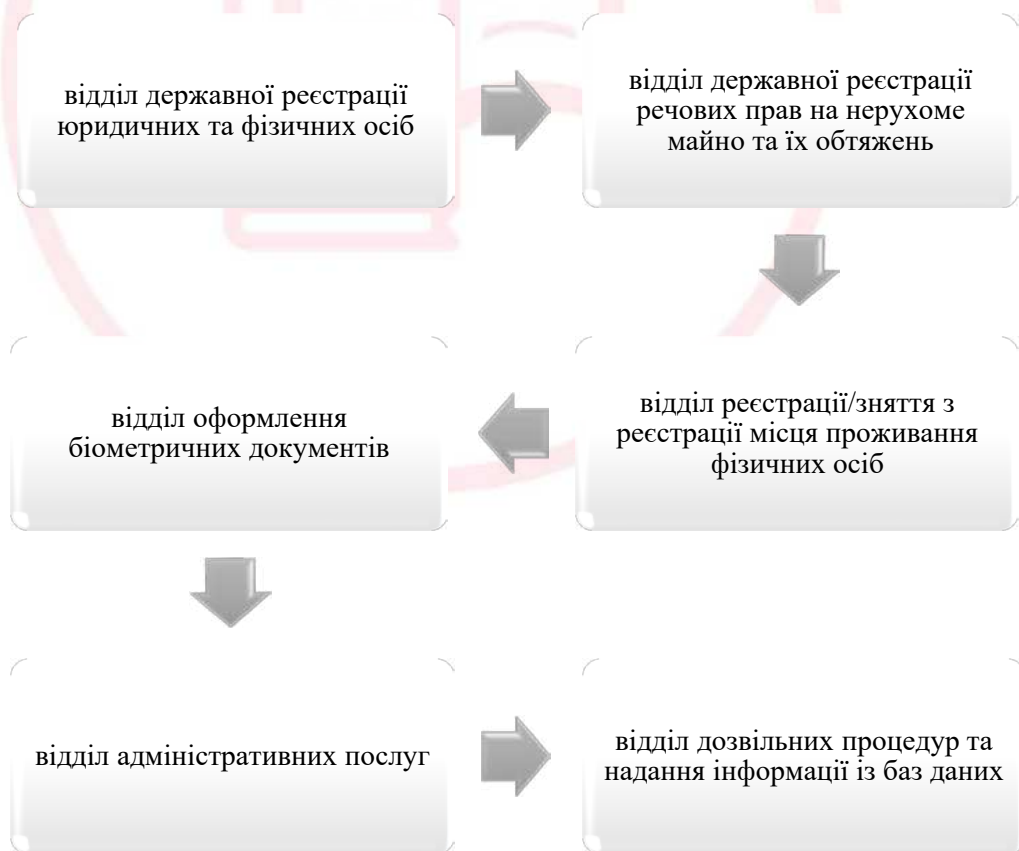 відділ державної реєстрації
юридичних та фізичних осіб
відділ державної реєстрації
речових прав на нерухоме
майно та їх обтяжень
відділ реєстрації/зняття з
реєстрації місця проживання
фізичних осіб
відділ оформлення
біометричних документів
відділ адміністративних послуг
відділ дозвільних процедур та
надання інформації із баз даних